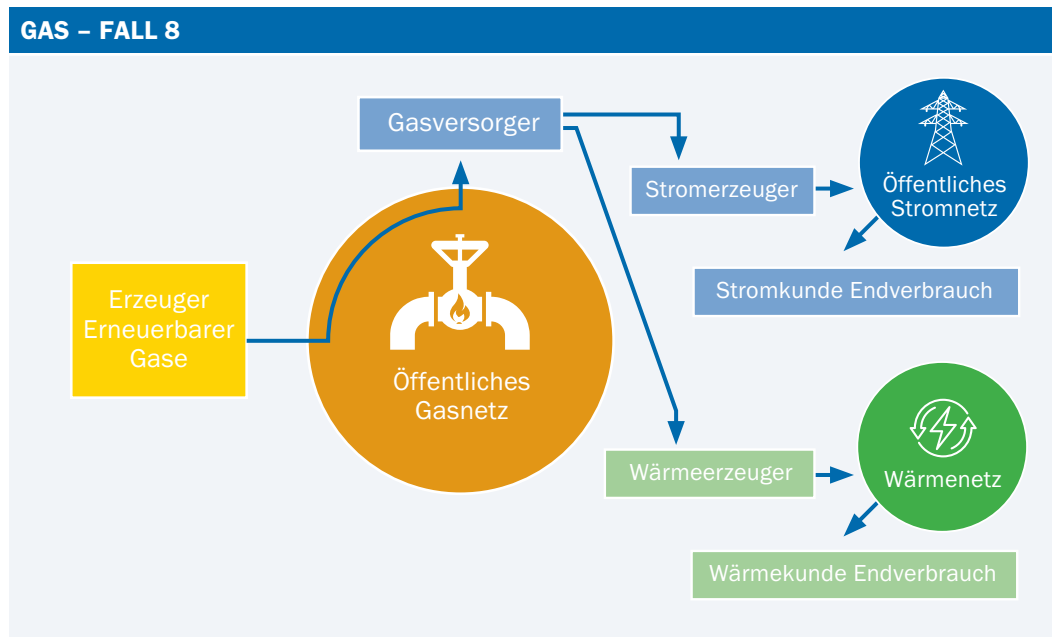 GAS – FALL 8
Gasversorger
Stromerzeuger
Öffentliches
Stromnetz
Stromkunde Endverbrauch
Erzeuger
Erneuerbarer
Gase
Öffentliches
Gasnetz
Wärmeerzeuger
Wärmenetz
Wärmekunde Endverbrauch